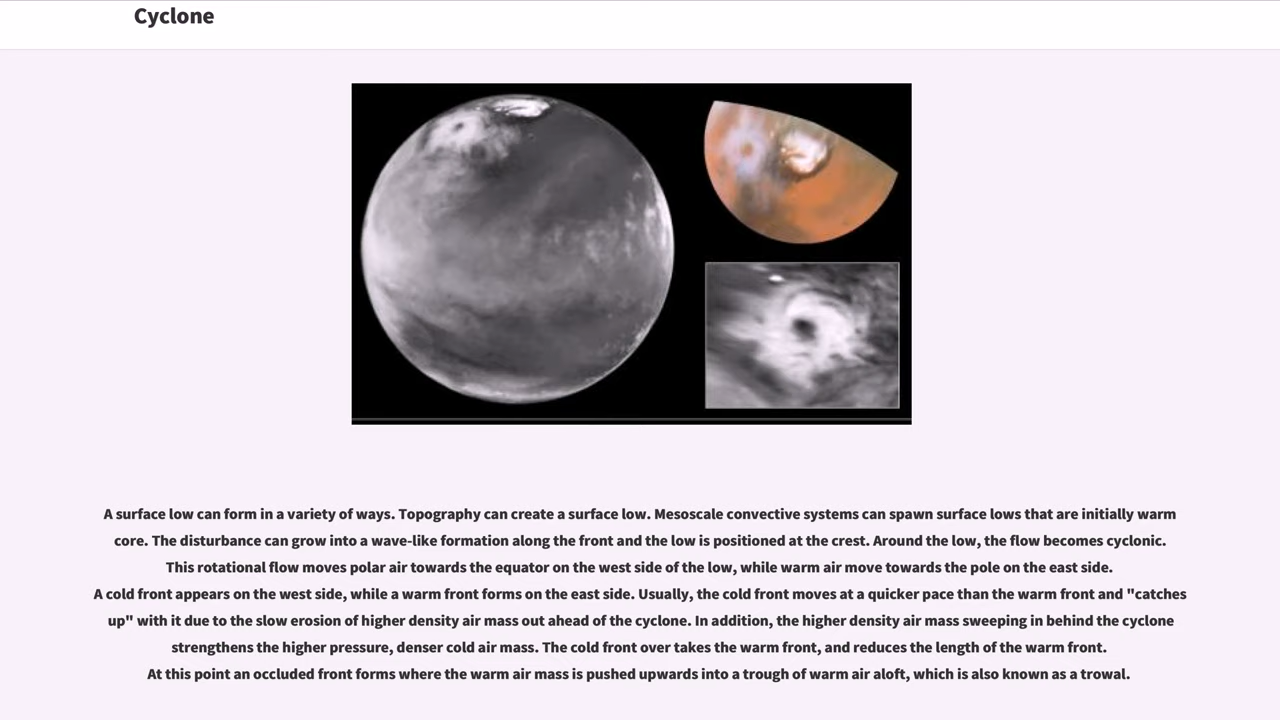 Cyclone
A surface low can form in a variety of ways. Topography can create a surface low. Mesoscale convective systems can spawn surface lows that are initially warm
core. The disturbance can grow into a wave-like formation along the front and the low is positioned at the crest. Around the low, the flow becomes cyclonic.
This rotational flow moves polar air towards the equator on the west side of the low, while warm air move towards the pole on the east side.
A cold front appears on the west side, while a warm front forms on the east side. Usually, the cold front moves at a quicker pace than the warm front and "catches
up" with it due to the slow erosion of higher density air mass out ahead of the cyclone. In addition, the higher density air mass sweeping in behind the cyclone
strengthens the higher pressure, denser cold air mass. The cold front over takes the warm front, and reduces the length of the warm front.
At this point an occluded front forms where the warm air mass is pushed upwards into a trough of warm air aloft, which is also known as a trowal.